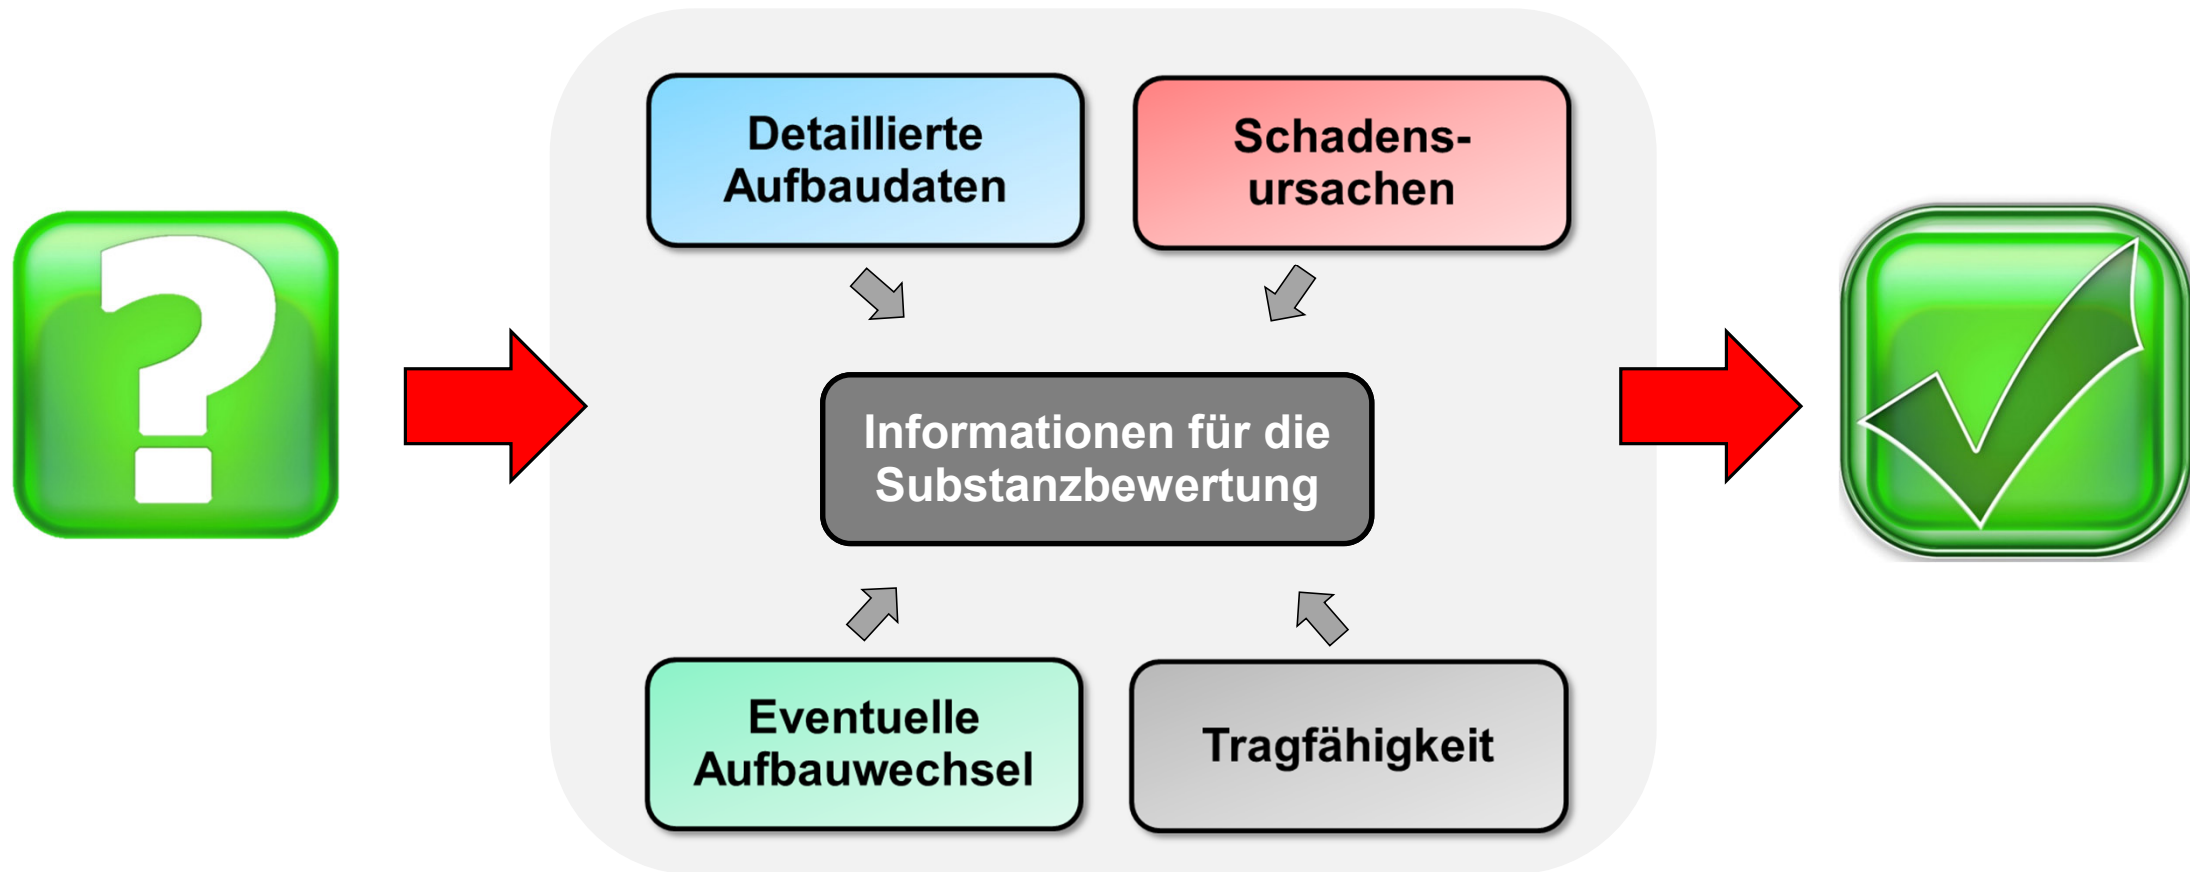 Detaillierte
Aufbaudaten
Schadens-
ursachen
Informationen für die
Substanzbewertung
Eventuelle
Aufbauwechsel
Tragfähigkeit